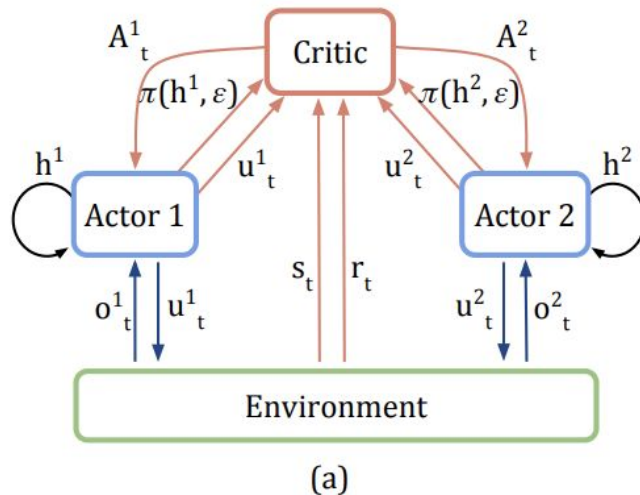 A¹ₜ
Critic
A²ₜ
π(h¹, ε)
π(h², ε)
h¹
u¹ₜ
u²ₜ
h²
Actor 1
Actor 2
o¹ₜ
u¹ₜ
sₜ
rₜ
u²ₜ
o²ₜ
Environment
(a)